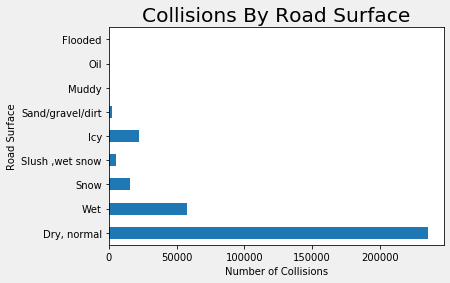 Collisions By Road Surface
Flooded
Oil
Muddy
Sand/gravel/dirt
Icy
Slush ,wet snow
Snow
Wet
Dry, normal
Road Surface
0 50000 100000 150000 200000
Number of Collisions